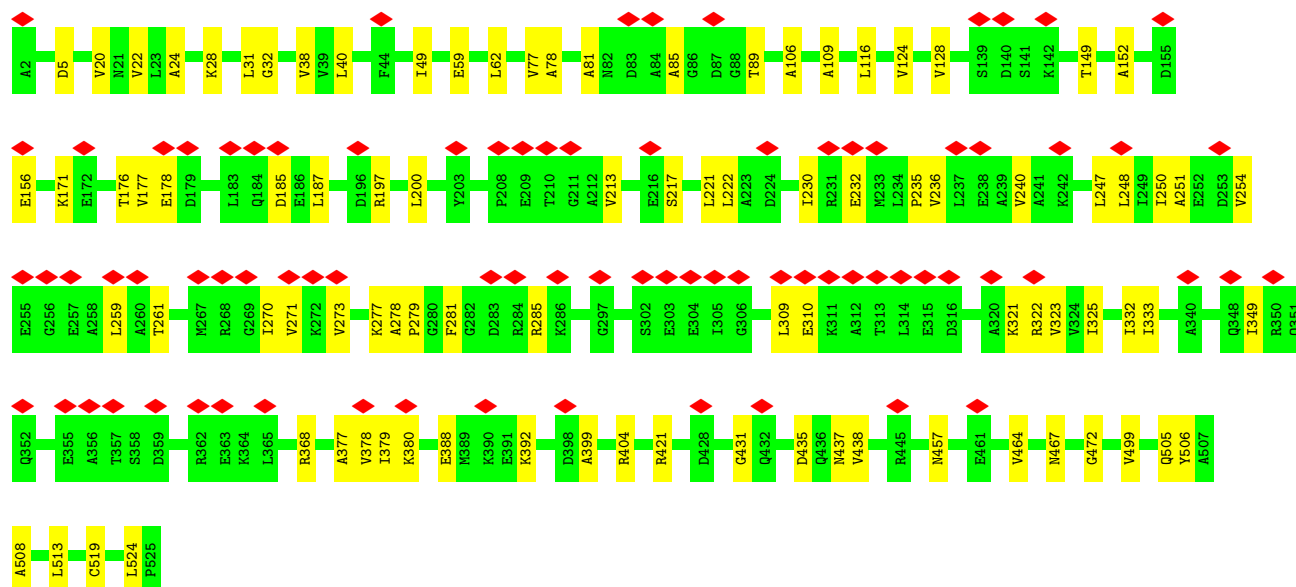 A2 D5 V20 N21 V22 L23 A24 K28 L31 G32 V38 V39 L40 F44 I49 E59 L62 V77 A78 A81 N82 D83 A84 A85 G86 D87 G88 T89 A106 A109 L116 V124 V128 S139 D140 S141 K142 T149 A152 D155
E156 K171 E172 T176 V177 E178 D179 L183 Q184 D185 E186 L187 D196 R197 L200 Y203 P208 E209 T210 G211 A212 V213 E216 S217 L221 L222 A223 D224 I230 R231 E232 M233 L234 P235 V236 L237 E238 A239 V240 A241 K242 L247 L248 I249 I250 A251 E252 D253 V254
E255 G256 E257 A258 L259 A260 T261 M267 R268 G269 I270 V271 K272 V273 K277 A278 P279 G280 F281 G282 D283 R284 R285 K286 G297 S302 E303 E304 I305 G306 L309 E310 K311 A312 T313 L314 E315 D316 A320 K321 R322 V323 V324 I325 I332 I333 A340 Q348 I349 R350 Q351
Q352 E355 A356 T357 S358 D359 R362 E363 K364 L365 R368 A377 V378 I379 K380 E388 M389 K390 E391 K392 D398 A399 R404 R421 D428 G431 Q432 D435 Q436 N437 V438 R445 N457 E461 V464 N467 G472 V499 Q505 Y506 A507
A508 L513 C519 L524 P525